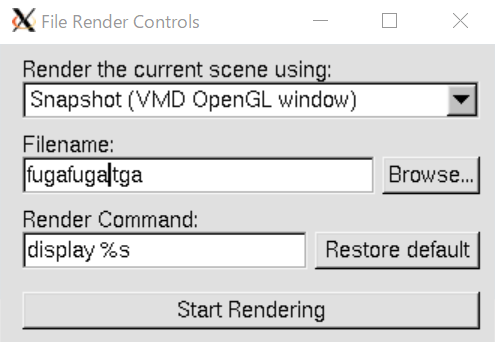 File Render Controls
Render the current scene using:
Snapshot (VMD OpenGL window)
Filename:
fugafuga.tga
Browse...
Render Command:
display %s
Restore default
Start Rendering